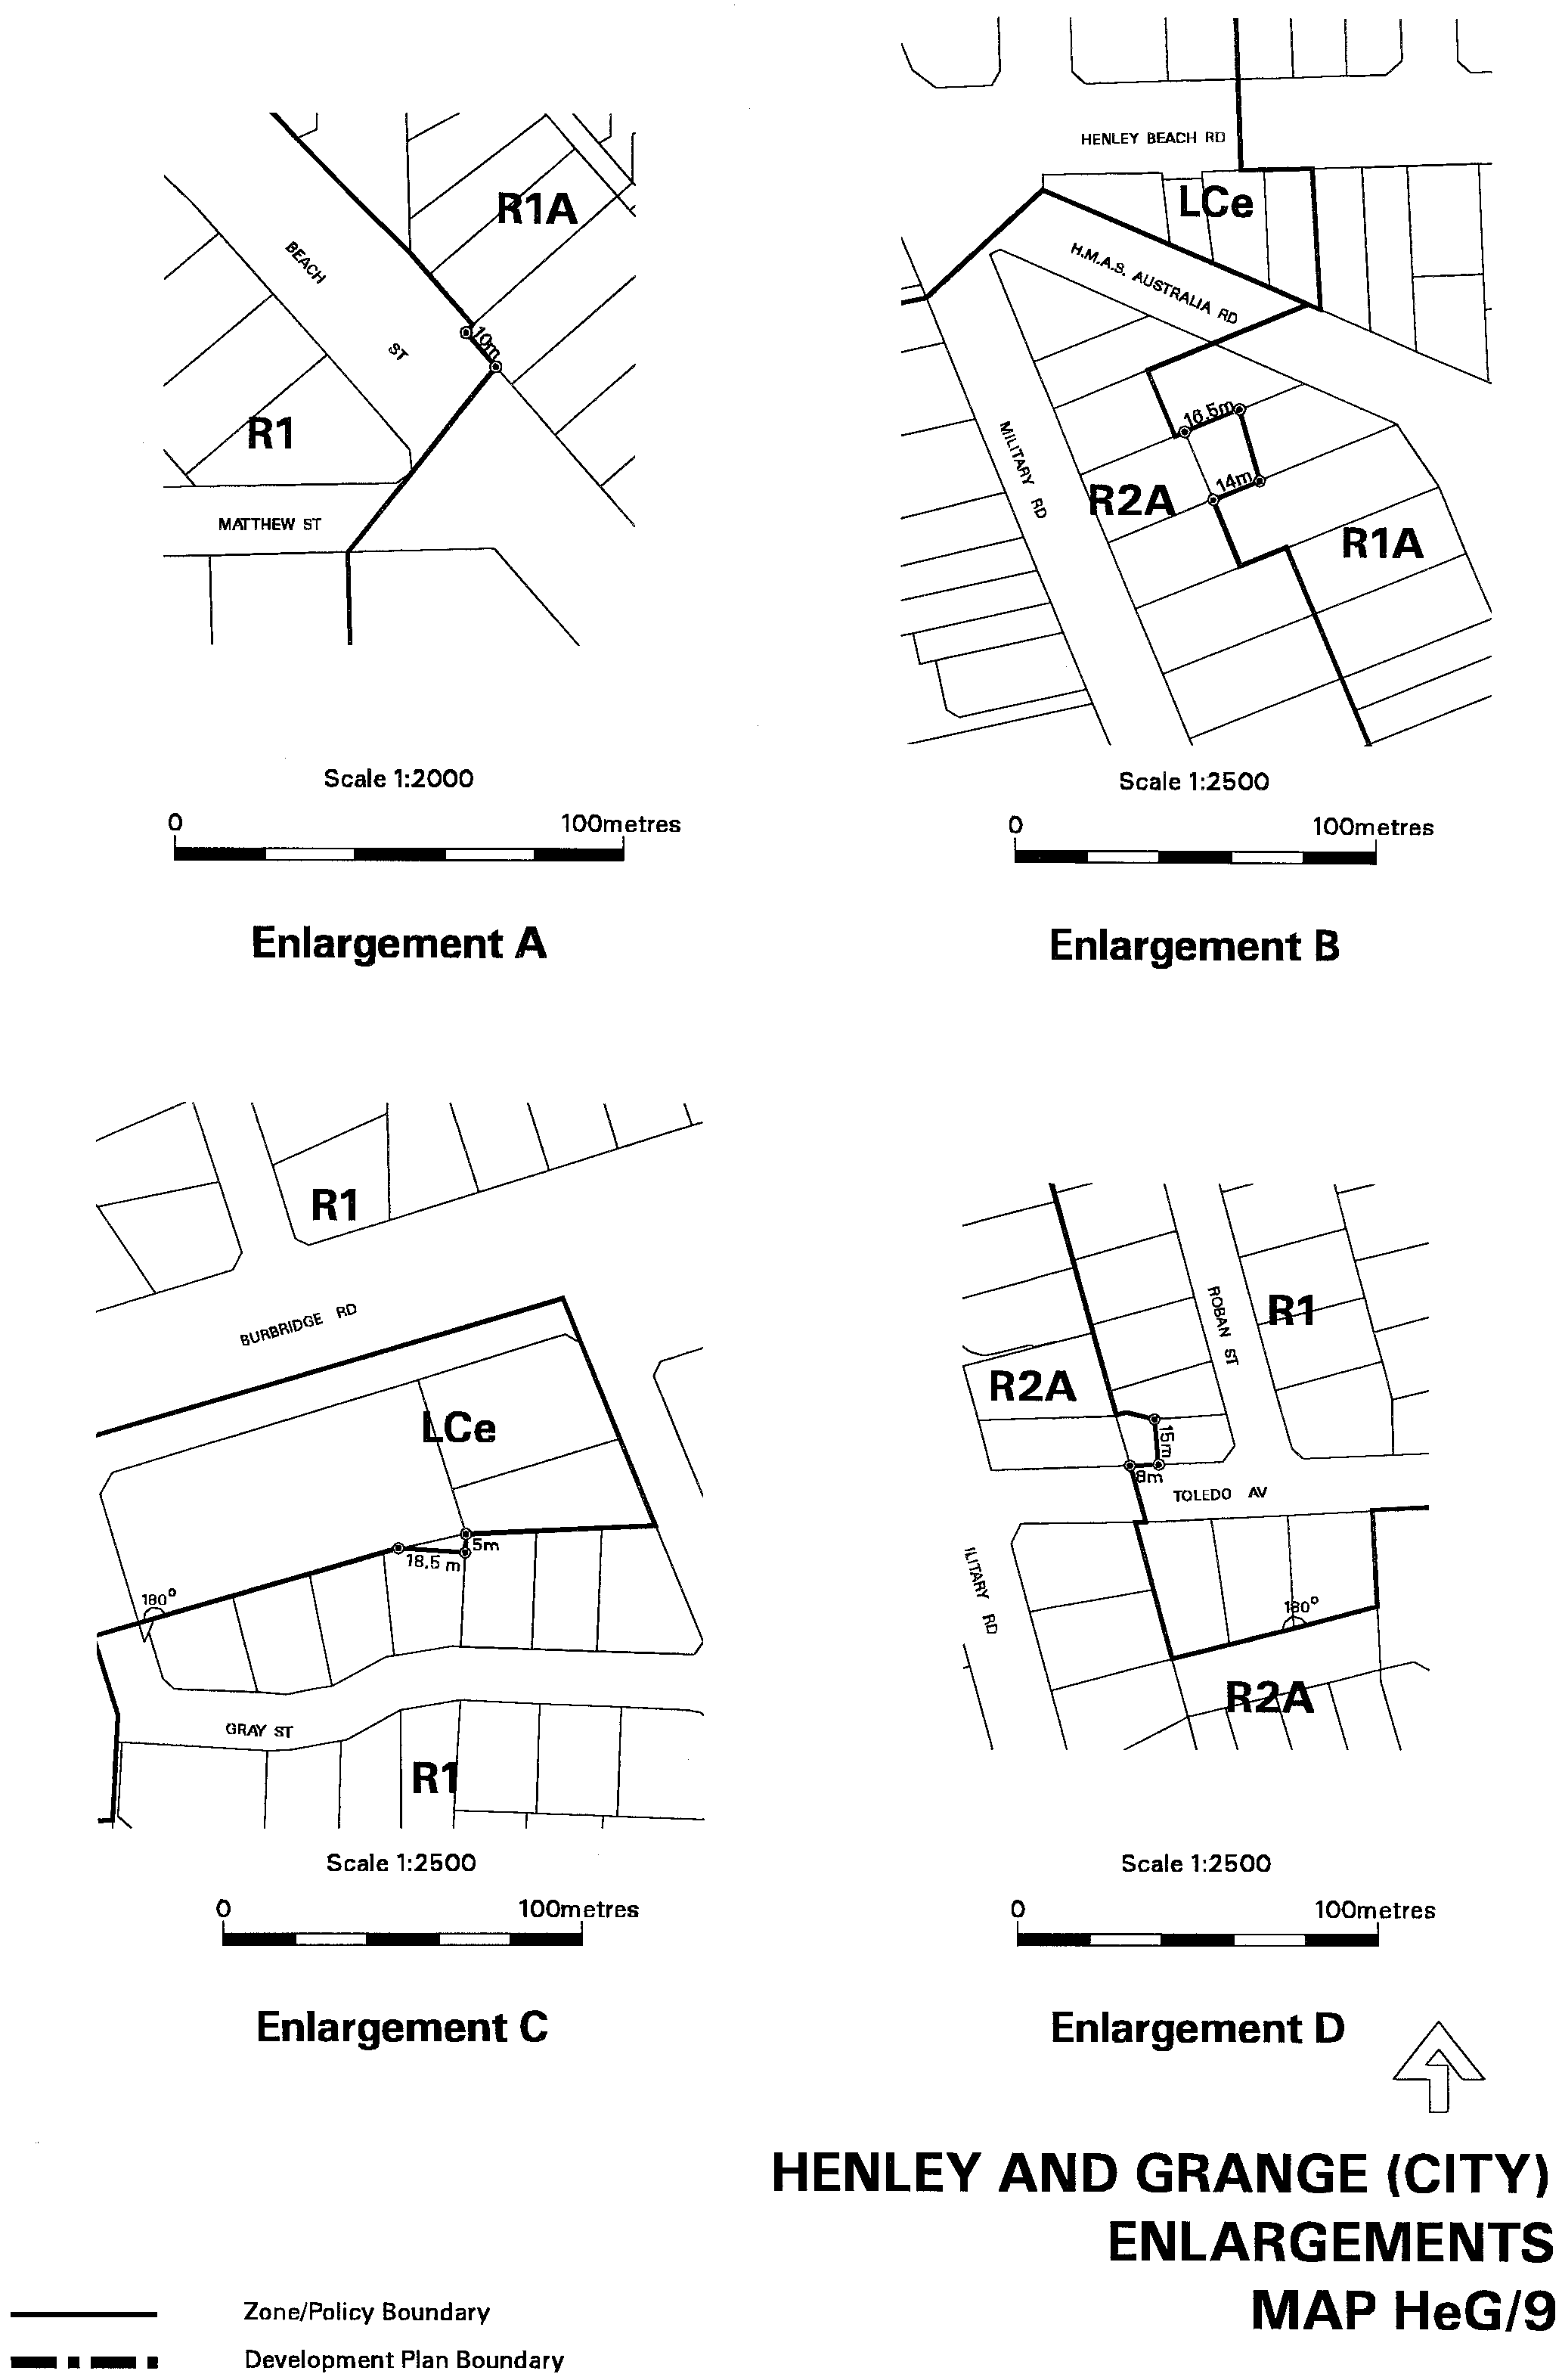 R1A
BEACH
ST
10m
R1
MATTHEW ST
Scale 1:2000
0 100metres
Enlargement A
HENLEY BEACH RD
LCe
H.M.A.S. AUSTRALIA RD
16.5m
MILITARY RD
14m
R2A
R1A
Scale 1:2500
0 100metres
Enlargement B
R1
BURBRIDGE RD
LCe
5m
18.5 m
180°
GRAY ST
R1
Scale 1:2500
0 100metres
Enlargement C
ROBAN ST
R1
R2A
15m
8m
TOLEDO AV
ILITARY RD
180°
R2A
Scale 1:2500
0 100metres
Enlargement D
HENLEY AND GRANGE (CITY)
ENLARGEMENTS
MAP HeG/9
Zone/Policy Boundary
Development Plan Boundary